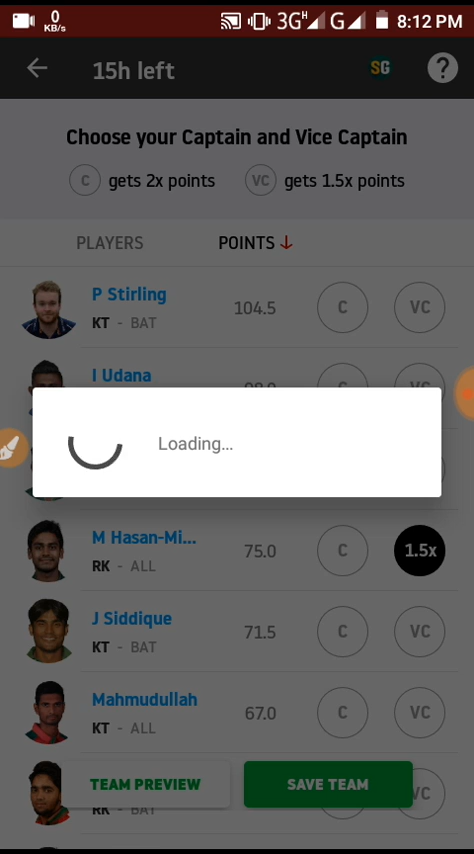 0
KB/s
3G H G 8:12 PM
15h left
SG
?
Choose your Captain and Vice Captain
C gets 2x points VC gets 1.5x points
PLAYERS POINTS ↓
P Stirling
KT - BAT
104.5 C VC
I Udana
C VC
Loading...
M Hasan-Mi...
RK - ALL
75.0 C 1.5x
J Siddique
KT - BAT
71.5 C VC
Mahmudullah
KT - ALL
67.0 C VC
TEAM PREVIEW SAVE TEAM
VC
RK - BAT